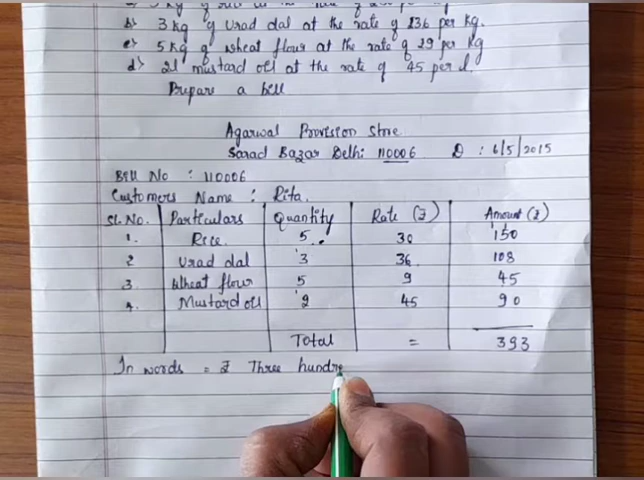 b> 3 kg of Urad dal at the rate of 236 per kg.
c> 5 kg of wheat flour at the rate of 29 per kg
d> 2l mustard oil at the rate of 45 per l.
Prepare a bill
Agarwal Provision Store
Sarad Bazar Delhi 110006 D : 6/5/2015
Bill No : 110006
Customers Name : Rita.
Sl. No. Particulars Quantity Rate (₹) Amount (₹)
1. Rice 5 30 150
2 Urad dal 3 36 108
3. Wheat flour 5 9 45
4. Mustard oil 2 45 90
Total = 393
In words = ₹ Three hundre